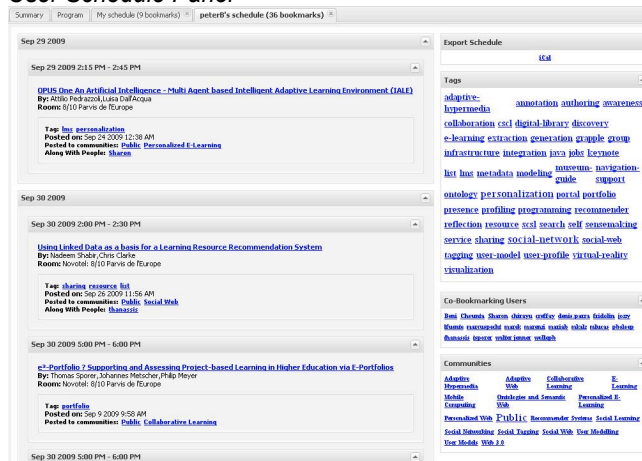 User Schedule Panel
Summary Program My schedule (9 bookmarks) peterB's schedule (36 bookmarks)
Sep 29 2009
Sep 29 2009 2:15 PM - 2:45 PM
OPUS One An Artificial Intelligence - Multi Agent based Intelligent Adaptive Learning Environment (IALE)
By: Attilio Pedrazzoli,Luisa Dall'Acqua
Room: 8/10 Parvis de l'Europe
Tag: lms personalization
Posted on: Sep 24 2009 12:38 AM
Posted to communities: Public Personalized E-Learning
Along With People: Sharon
Sep 30 2009
Sep 30 2009 2:00 PM - 2:30 PM
Using Linked Data as a basis for a Learning Resource Recommendation System
By: Nadeem Shabir,Chris Clarke
Room: Novotel: 8/10 Parvis de l'Europe
Tag: sharing resource list
Posted on: Sep 26 2009 11:56 AM
Posted to communities: Public Social Web
Along With People: thanassis
Sep 30 2009 5:00 PM - 6:00 PM
e³-Portfolio ? Supporting and Assessing Project-based Learning in Higher Education via E-Portfolios
By: Thomas Sporer,Johannes Metscher,Philip Meyer
Room: Novotel: 8/10 Parvis de l'Europe
Tag: portfolio
Posted on: Sep 9 2009 9:58 AM
Posted to communities: Public Collaborative Learning
Sep 30 2009 5:00 PM - 6:00 PM
Export Schedule
iCal
Tags
adaptive-hypermedia annotation authoring awareness
collaboration cscl digital-library discovery
e-learning extraction generation grapple group
infrastructure integration java jobs keynote
list lms metadata modeling museum-guide navigation-support
ontology personalization portal portfolio
presence profiling programming recommender
reflection resource scsl search self sensemaking
service sharing social-network social-web
tagging user-model user-profile virtual-reality
visualization
Co-Bookmarking Users
Beni Sharon denis parra fridolin
marek
thanassis
Communities
Adaptive Hypermedia Adaptive Web Collaborative Learning E-Learning
Mobile Computing Ontologies and Semantic Web Personalized E-Learning
Personalized Web Public Recommender Systems Social Learning
Social Networking Social Tagging Social Web User Modelling
User Models Web 3.0